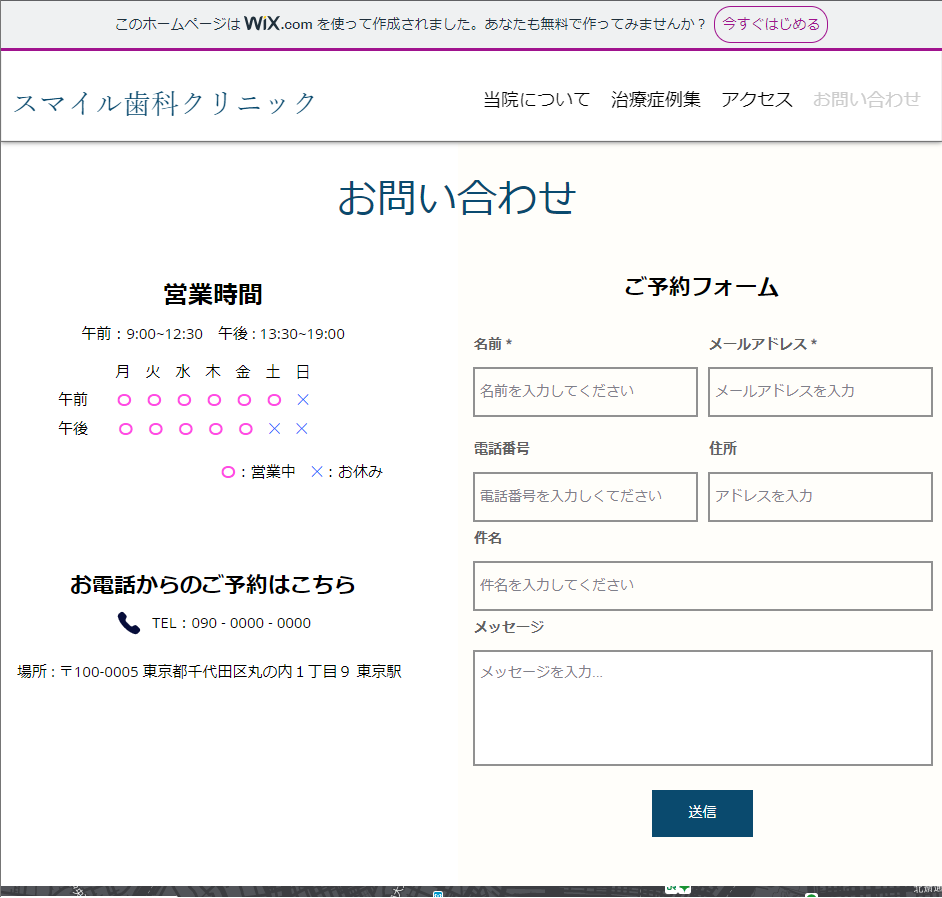 このホームページは WiX.com を使って作成されました。あなたも無料で作ってみませんか？ 今すぐはじめる
スマイル歯科クリニック
当院について 治療症例集 アクセス お問い合わせ
お問い合わせ
営業時間
午前：9:00~12:30 午後 : 13:30~19:00
月 火 水 木 金 土 日
午前 ○ ○ ○ ○ ○ ○ ×
午後 ○ ○ ○ ○ ○ × ×
○：営業中 ×：お休み
お電話からのご予約はこちら
TEL：090 - 0000 - 0000
場所 : 〒100-0005 東京都千代田区丸の内１丁目９ 東京駅
ご予約フォーム
名前 * メールアドレス *
名前を入力してください メールアドレスを入力
電話番号 住所
電話番号を入力しくてださい アドレスを入力
件名
件名を入力してください
メッセージ
メッセージを入力...
送信